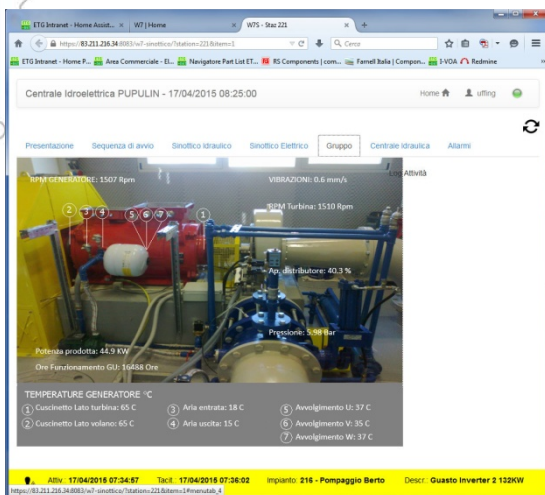 ETG Intranet - Home Assist...
W7 | Home
W7S - Staz 221
https://83.211.216.34:8083/w7-sinottico/?station=221&item=1
Cerca
ETG Intranet - Home P...
Area Commerciale - El...
Navigatore Part List ET...
RS Components | com...
Farnell Italia | Compon...
I-VOA
Redmine
Centrale Idroelettrica PUPULIN - 17/04/2015 08:25:00
Home
uffing
Presentazione
Sequenza di avvio
Sinottico Idraulico
Sinottico Elettrico
Gruppo
Centrale Idraulica
Allarmi
Log Attività
RPM GENERATORE: 1507 Rpm
VIBRAZIONI: 0.6 mm/s
RPM Turbina: 1510 Rpm
2 3 4 5 6 7 1
Ap. distributore: 40.3 %
Pressione: 5.98 Bar
Potenza prodotta: 44.9 KW
Ore Funzionamento GU: 16488 Ore
TEMPERATURE GENERATORE °C
1 Cuscinetto Lato turbina: 65 C
3 Aria entrata: 18 C
5 Avvolgimento U: 37 C
2 Cuscinetto Lato volano: 65 C
4 Aria uscita: 15 C
6 Avvolgimento V: 35 C
7 Avvolgimento W: 37 C
Attiv.: 17/04/2015 07:34:57
Tacit.: 17/04/2015 07:36:02
Impianto: 216 - Pompaggio Berto
Descr.: Guasto Inverter 2 132KW
https://83.211.216.34:8083/w7-sinottico/?station=221&item=1#menutab_4